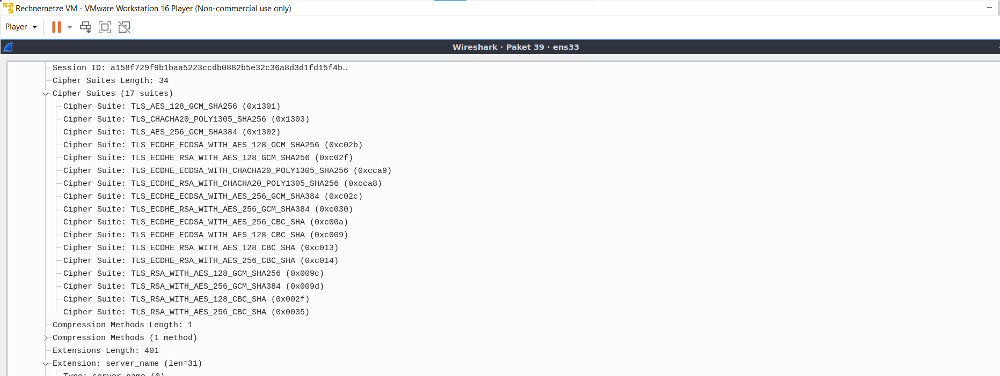 Rechnernetze VM - VMware Workstation 16 Player (Non-commercial use only)
Player
Wireshark · Paket 39 · ens33
Session ID: a158f729f9b1baa5223ccdb0882b5e32c36a8d3d1fd15f4b…
Cipher Suites Length: 34
Cipher Suites (17 suites)
Cipher Suite: TLS_AES_128_GCM_SHA256 (0x1301)
Cipher Suite: TLS_CHACHA20_POLY1305_SHA256 (0x1303)
Cipher Suite: TLS_AES_256_GCM_SHA384 (0x1302)
Cipher Suite: TLS_ECDHE_ECDSA_WITH_AES_128_GCM_SHA256 (0xc02b)
Cipher Suite: TLS_ECDHE_RSA_WITH_AES_128_GCM_SHA256 (0xc02f)
Cipher Suite: TLS_ECDHE_ECDSA_WITH_CHACHA20_POLY1305_SHA256 (0xcca9)
Cipher Suite: TLS_ECDHE_RSA_WITH_CHACHA20_POLY1305_SHA256 (0xcca8)
Cipher Suite: TLS_ECDHE_ECDSA_WITH_AES_256_GCM_SHA384 (0xc02c)
Cipher Suite: TLS_ECDHE_RSA_WITH_AES_256_GCM_SHA384 (0xc030)
Cipher Suite: TLS_ECDHE_ECDSA_WITH_AES_256_CBC_SHA (0xc00a)
Cipher Suite: TLS_ECDHE_ECDSA_WITH_AES_128_CBC_SHA (0xc009)
Cipher Suite: TLS_ECDHE_RSA_WITH_AES_128_CBC_SHA (0xc013)
Cipher Suite: TLS_ECDHE_RSA_WITH_AES_256_CBC_SHA (0xc014)
Cipher Suite: TLS_RSA_WITH_AES_128_GCM_SHA256 (0x009c)
Cipher Suite: TLS_RSA_WITH_AES_256_GCM_SHA384 (0x009d)
Cipher Suite: TLS_RSA_WITH_AES_128_CBC_SHA (0x002f)
Cipher Suite: TLS_RSA_WITH_AES_256_CBC_SHA (0x0035)
Compression Methods Length: 1
Compression Methods (1 method)
Extensions Length: 401
Extension: server_name (len=31)
Type: server_name (0)